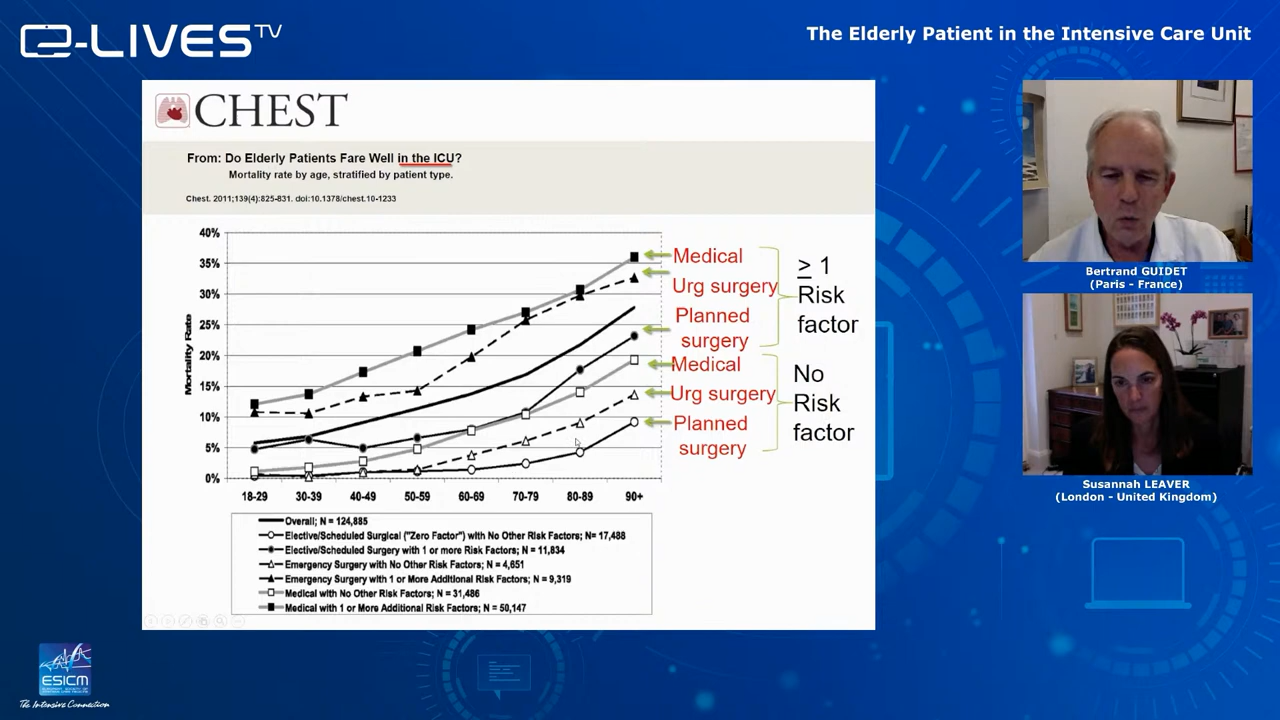 e-LIVES TV
The Elderly Patient in the Intensive Care Unit
CHEST
From: Do Elderly Patients Fare Well in the ICU?
Mortality rate by age, stratified by patient type.
Chest. 2011;139(4):825-831. doi:10.1378/chest.10-1233
Mortality Rate
40%
35%
30%
25%
20%
15%
10%
5%
0%
18-29 30-39 40-49 50-59 60-69 70-79 80-89 90+
Medical
Urg surgery
Planned
surgery
≥ 1
Risk
factor
Medical
Urg surgery
Planned
surgery
No
Risk
factor
Overall; N = 124,885
Elective/Scheduled Surgical ("Zero Factor") with No Other Risk Factors; N= 17,488
Elective/Scheduled Surgery with 1 or more Risk Factors; N = 11,834
Emergency Surgery with No Other Risk Factors; N = 4,651
Emergency Surgery with 1 or More Additional Risk Factors; N = 9,319
Medical with No Other Risk Factors; N = 31,486
Medical with 1 or More Additional Risk Factors; N = 50,147
Bertrand GUIDET
(Paris - France)
Susannah LEAVER
(London - United Kingdom)
ESICM
The Intensive Connection